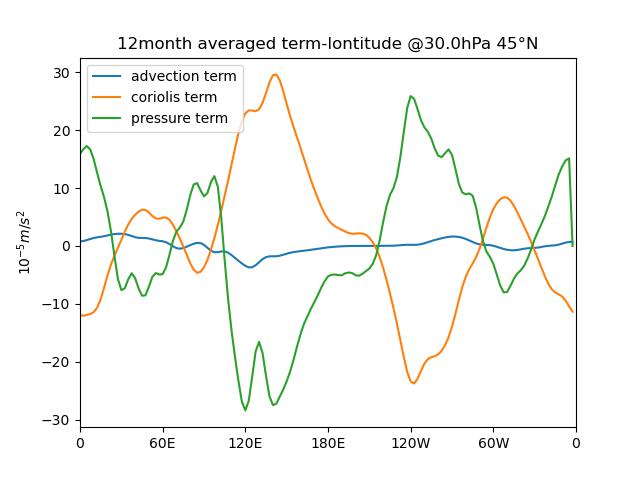 12month averaged term-lontitude @30.0hPa 45°N
advection term
coriolis term
pressure term
10⁻⁵m/s²
30
20
10
0
−10
−20
−30
0 60E 120E 180E 120W 60W 0